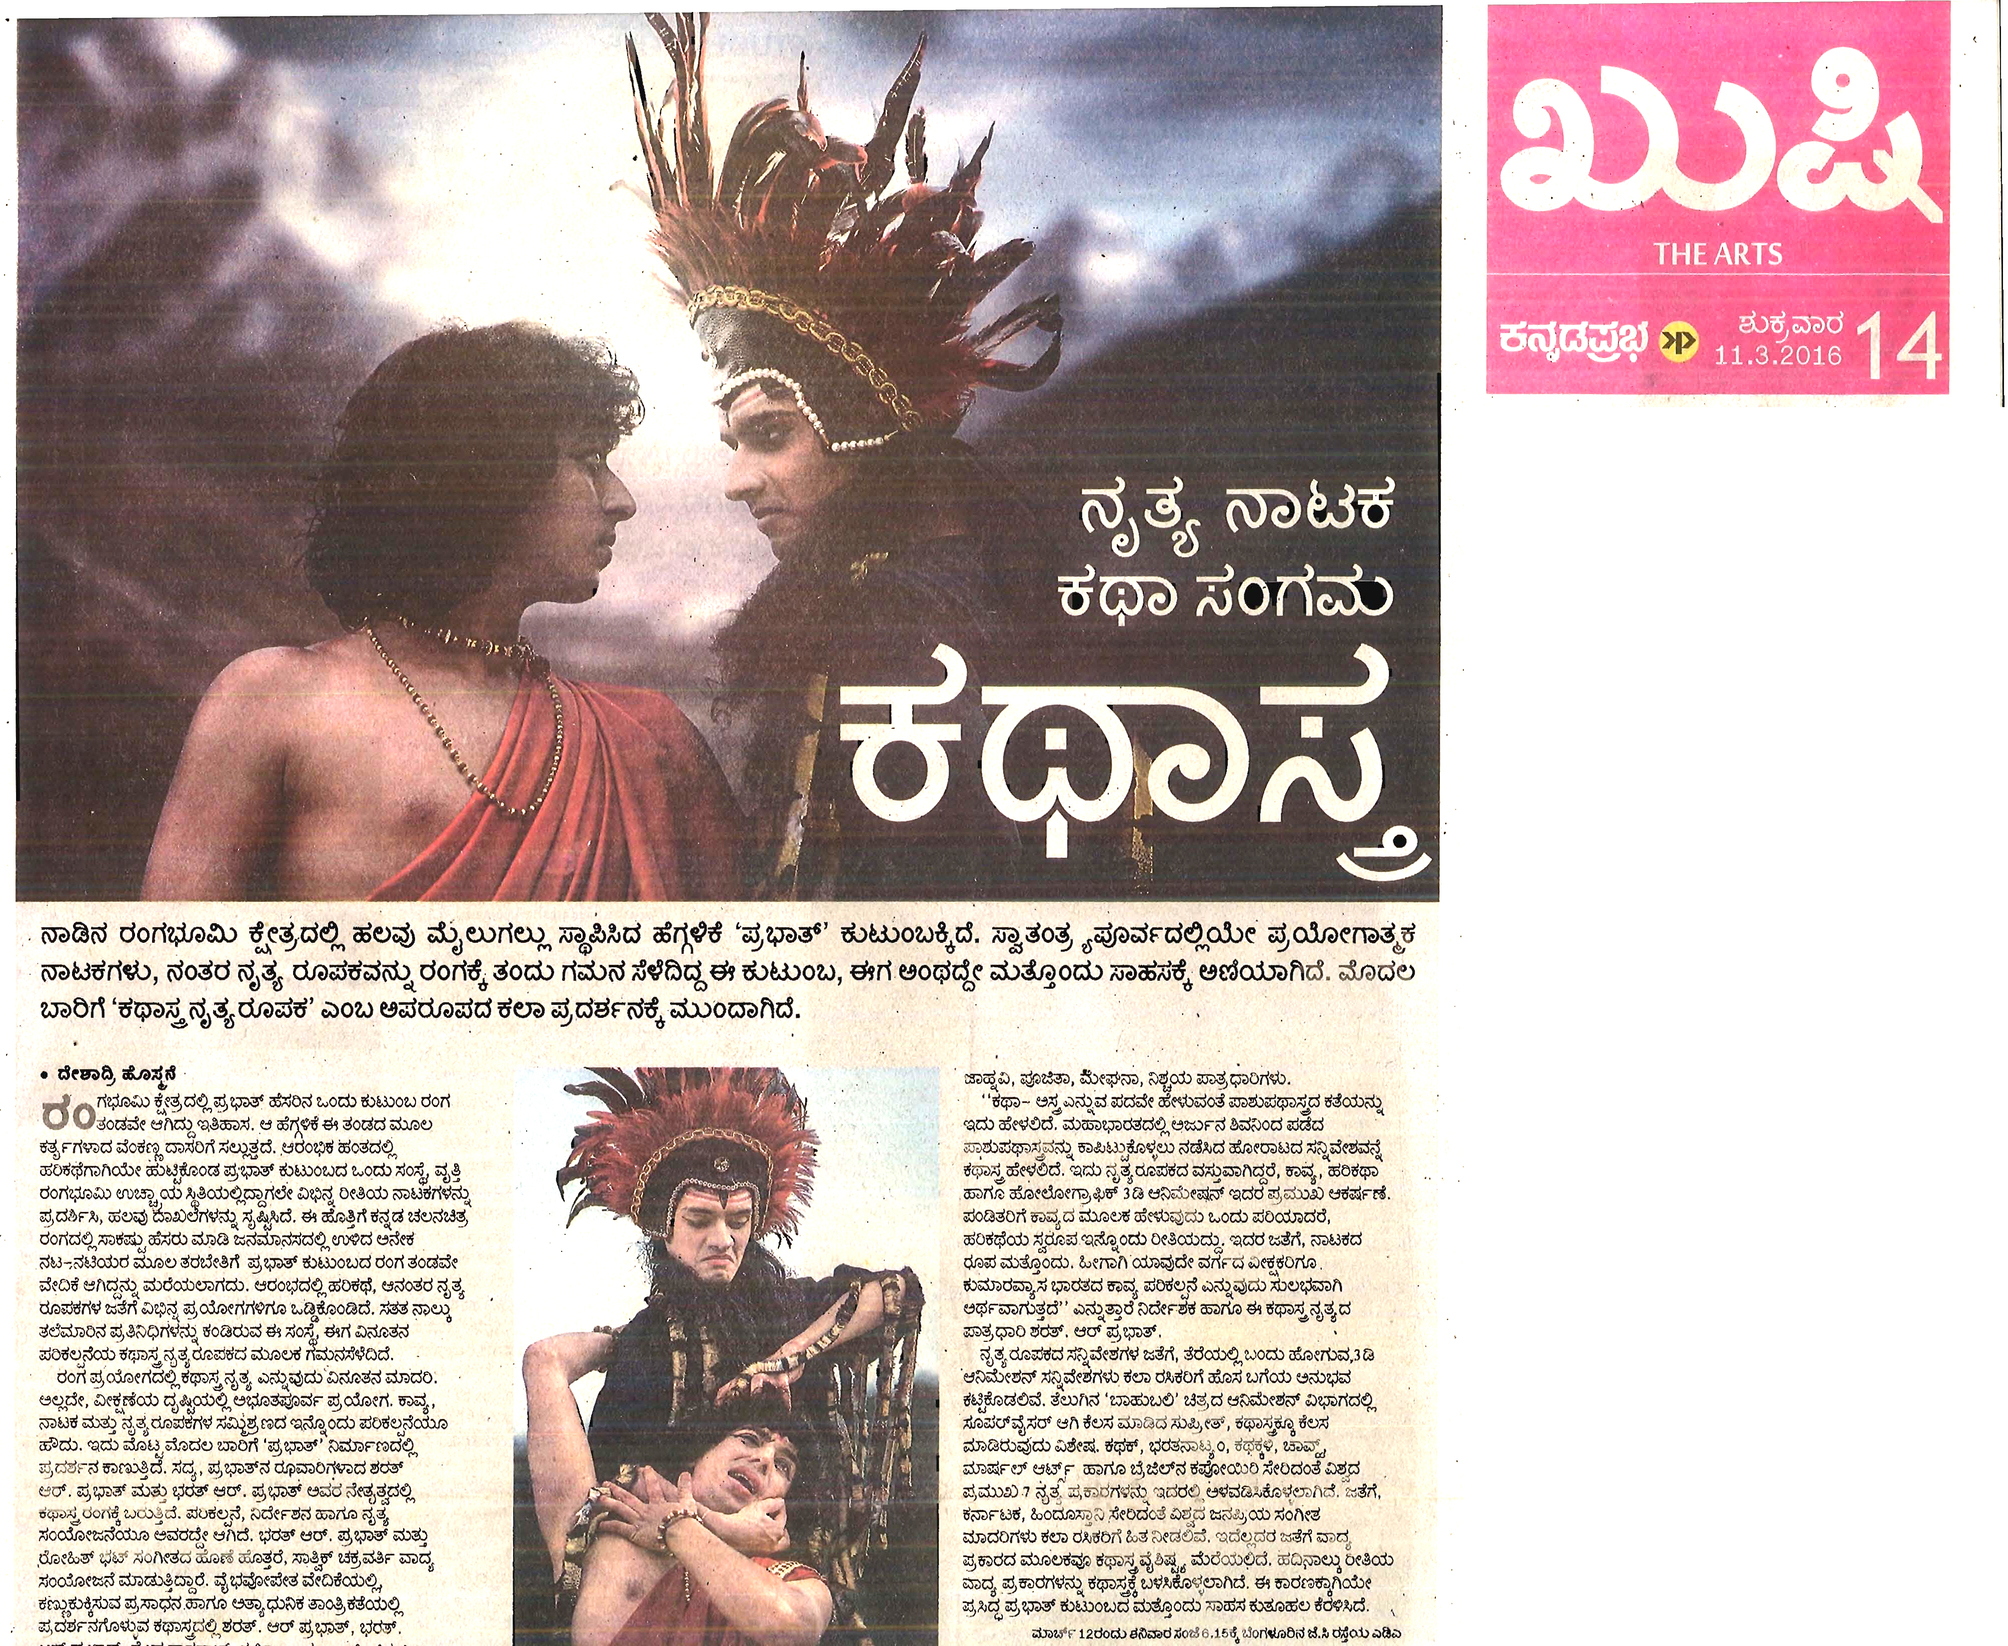 ಖುಷಿ
THE ARTS
ಕನ್ನಡಪ್ರಭ
ಶುಕ್ರವಾರ
11.3.2016
14
ನೃತ್ಯ ನಾಟಕ
ಕಥಾ ಸಂಗಮ
ಕಥಾಸ್ತ್ರ
ನಾಡಿನ ರಂಗಭೂಮಿ ಕ್ಷೇತ್ರದಲ್ಲಿ ಹಲವು ಮೈಲುಗಲ್ಲು ಸ್ಥಾಪಿಸಿದ ಹೆಗ್ಗಳಿಕೆ ‘ಪ್ರಭಾತ್’ ಕುಟುಂಬಕ್ಕಿದೆ. ಸ್ವಾತಂತ್ರ್ಯಪೂರ್ವದಲ್ಲಿಯೇ ಪ್ರಯೋಗಾತ್ಮಕ
ನಾಟಕಗಳು, ನಂತರ ನೃತ್ಯ ರೂಪಕವನ್ನು ರಂಗಕ್ಕೆ ತಂದು ಗಮನ ಸೆಳೆದಿದ್ದ ಈ ಕುಟುಂಬ, ಈಗ ಅಂಥದ್ದೇ ಮತ್ತೊಂದು ಸಾಹಸಕ್ಕೆ ಅಣಿಯಾಗಿದೆ. ಮೊದಲ
ಬಾರಿಗೆ ‘ಕಥಾಸ್ತ್ರ ನೃತ್ಯರೂಪಕ’ ಎಂಬ ಅಪರೂಪದ ಕಲಾ ಪ್ರದರ್ಶನಕ್ಕೆ ಮುಂದಾಗಿದೆ.
• ದೇಶಾದ್ರಿ ಹೊಸ್ಮನೆ
ರಂಗಭೂಮಿ ಕ್ಷೇತ್ರದಲ್ಲಿ ಪ್ರಭಾತ್ ಹೆಸರಿನ ಒಂದು ಕುಟುಂಬ ರಂಗ
ತಂಡವೇ ಆಗಿದ್ದು ಇತಿಹಾಸ. ಆ ಹೆಗ್ಗಳಿಕೆ ಈ ತಂಡದ ಮೂಲ
ಕರ್ತೃಗಳಾದ ವೆಂಕಣ್ಣ ದಾಸರಿಗೆ ಸಲ್ಲುತ್ತದೆ. ಆರಂಭಿಕ ಹಂತದಲ್ಲಿ
ಹರಿಕಥೆಗಾಗಿಯೇ ಹುಟ್ಟಿಕೊಂಡ ಪ್ರಭಾತ್ ಕುಟುಂಬದ ಒಂದು ಸಂಸ್ಥೆ, ವೃತ್ತಿ
ರಂಗಭೂಮಿ ಉಚ್ಛ್ರಾಯ ಸ್ಥಿತಿಯಲ್ಲಿದ್ದಾಗಲೇ ವಿಭಿನ್ನ ರೀತಿಯ ನಾಟಕಗಳನ್ನು
ಪ್ರದರ್ಶಿಸಿ, ಹಲವು ದಾಖಲೆಗಳನ್ನು ಸೃಷ್ಟಿಸಿದೆ. ಈ ಹೊತ್ತಿಗೆ ಕನ್ನಡ ಚಲನಚಿತ್ರ
ರಂಗದಲ್ಲಿ ಸಾಕಷ್ಟು ಹೆಸರು ಮಾಡಿ ಜನಮಾನಸದಲ್ಲಿ ಉಳಿದ ಅನೇಕ
ನಟ-ನಟಿಯರ ಮೂಲ ತರಬೇತಿಗೆ ಪ್ರಭಾತ್ ಕುಟುಂಬದ ರಂಗ ತಂಡವೇ
ವೇದಿಕೆ ಆಗಿದ್ದನ್ನು ಮರೆಯಲಾಗದು. ಆರಂಭದಲ್ಲಿ ಹರಿಕಥೆ, ಆನಂತರ ನೃತ್ಯ
ರೂಪಕಗಳ ಜತೆಗೆ ವಿಭಿನ್ನ ಪ್ರಯೋಗಗಳಿಗೂ ಒಡ್ಡಿಕೊಂಡಿದೆ. ಸತತ ನಾಲ್ಕು
ತಲೆಮಾರಿನ ಪ್ರತಿನಿಧಿಗಳನ್ನು ಕಂಡಿರುವ ಈ ಸಂಸ್ಥೆ, ಈಗ ವಿನೂತನ
ಪರಿಕಲ್ಪನೆಯ ಕಥಾಸ್ತ್ರ ನೃತ್ಯರೂಪಕದ ಮೂಲಕ ಗಮನಸೆಳೆದಿದೆ.
ರಂಗ ಪ್ರಯೋಗದಲ್ಲಿ ಕಥಾಸ್ತ್ರ ನೃತ್ಯ ಎನ್ನುವುದು ವಿನೂತನ ಮಾದರಿ.
ಅಲ್ಲದೇ, ವೀಕ್ಷಣೆಯ ದೃಷ್ಟಿಯಲ್ಲಿ ಅಭೂತಪೂರ್ವ ಪ್ರಯೋಗ. ಕಾವ್ಯ,
ನಾಟಕ ಮತ್ತು ನೃತ್ಯ ರೂಪಕಗಳ ಸಮ್ಮಿಶ್ರಣದ ಇನ್ನೊಂದು ಪರಿಕಲ್ಪನೆಯೂ
ಹೌದು. ಇದು ಮೊಟ್ಟ ಮೊದಲ ಬಾರಿಗೆ ‘ಪ್ರಭಾತ್’ ನಿರ್ಮಾಣದಲ್ಲಿ
ಪ್ರದರ್ಶನ ಕಾಣುತ್ತಿದೆ. ಸದ್ಯ, ಪ್ರಭಾತ್‌ನ ರೂವಾರಿಗಳಾದ ಶರತ್
ಆರ್. ಪ್ರಭಾತ್ ಮತ್ತು ಭರತ್ ಆರ್. ಪ್ರಭಾತ್ ಅವರ ನೇತೃತ್ವದಲ್ಲಿ
ಕಥಾಸ್ತ್ರ ರಂಗಕ್ಕೆ ಬರುತ್ತಿದೆ. ಪರಿಕಲ್ಪನೆ, ನಿರ್ದೇಶನ ಹಾಗೂ ನೃತ್ಯ
ಸಂಯೋಜನೆಯೂ ಅವರದ್ದೇ ಆಗಿದೆ. ಭರತ್ ಆರ್. ಪ್ರಭಾತ್ ಮತ್ತು
ರೋಹಿತ್ ಭಟ್ ಸಂಗೀತದ ಹೊಣೆ ಹೊತ್ತರೆ, ಸಾತ್ವಿಕ್ ಚಕ್ರವರ್ತಿ ವಾದ್ಯ
ಸಂಯೋಜನೆ ಮಾಡುತ್ತಿದ್ದಾರೆ. ವೈಭವೋಪೇತ ವೇದಿಕೆಯಲ್ಲಿ,
ಕಣ್ಣುಕುಕ್ಕಿಸುವ ಪ್ರಸಾಧನ ಹಾಗೂ ಅತ್ಯಾಧುನಿಕ ತಾಂತ್ರಿಕತೆಯಲ್ಲಿ
ಪ್ರದರ್ಶನಗೊಳ್ಳುವ ಕಥಾಸ್ತ್ರದಲ್ಲಿ ಶರತ್. ಆರ್ ಪ್ರಭಾತ್, ಭರತ್.
ಜಾಹ್ನವಿ, ಪೂಜಿತಾ, ಮೇಘನಾ, ನಿಶ್ಚಯ ಪಾತ್ರಧಾರಿಗಳು.
‘‘ಕಥಾ- ಅಸ್ತ್ರ ಎನ್ನುವ ಪದವೇ ಹೇಳುವಂತೆ ಪಾಶುಪಥಾಸ್ತ್ರದ ಕತೆಯನ್ನು
ಇದು ಹೇಳಲಿದೆ. ಮಹಾಭಾರತದಲ್ಲಿ ಅರ್ಜುನ ಶಿವನಿಂದ ಪಡೆದ
ಪಾಶುಪಥಾಸ್ತ್ರವನ್ನು ಕಾಪಿಟ್ಟುಕೊಳ್ಳಲು ನಡೆಸಿದ ಹೋರಾಟದ ಸನ್ನಿವೇಶವನ್ನೆ
ಕಥಾಸ್ತ್ರ ಹೇಳಲಿದೆ. ಇದು ನೃತ್ಯರೂಪಕದ ವಸ್ತುವಾಗಿದ್ದರೆ, ಕಾವ್ಯ, ಹರಿಕಥಾ
ಹಾಗೂ ಹೋಲೋಗ್ರಾಫಿಕ್ 3ಡಿ ಆನಿಮೇಷನ್ ಇದರ ಪ್ರಮುಖ ಆಕರ್ಷಣೆ.
ಪಂಡಿತರಿಗೆ ಕಾವ್ಯದ ಮೂಲಕ ಹೇಳುವುದು ಒಂದು ಪರಿಯಾದರೆ,
ಹರಿಕಥೆಯ ಸ್ವರೂಪ ಇನ್ನೊಂದು ರೀತಿಯದ್ದು. ಇದರ ಜತೆಗೆ, ನಾಟಕದ
ರೂಪ ಮತ್ತೊಂದು. ಹೀಗಾಗಿ ಯಾವುದೇ ವರ್ಗದ ವೀಕ್ಷಕರಿಗೂ
ಕುಮಾರವ್ಯಾಸ ಭಾರತದ ಕಾವ್ಯ ಪರಿಕಲ್ಪನೆ ಎನ್ನುವುದು ಸುಲಭವಾಗಿ
ಅರ್ಥವಾಗುತ್ತದೆ’’ ಎನ್ನುತ್ತಾರೆ ನಿರ್ದೇಶಕ ಹಾಗೂ ಈ ಕಥಾಸ್ತ್ರ ನೃತ್ಯದ
ಪಾತ್ರಧಾರಿ ಶರತ್. ಆರ್ ಪ್ರಭಾತ್.
ನೃತ್ಯರೂಪಕದ ಸನ್ನಿವೇಶಗಳ ಜತೆಗೆ, ತೆರೆಯಲ್ಲಿ ಬಂದು ಹೋಗುವ,3ಡಿ
ಆನಿಮೇಶನ್ ಸನ್ನಿವೇಶಗಳು ಕಲಾ ರಸಿಕರಿಗೆ ಹೊಸ ಬಗೆಯ ಅನುಭವ
ಕಟ್ಟಿಕೊಡಲಿವೆ. ತೆಲುಗಿನ ‘ಬಾಹುಬಲಿ’ ಚಿತ್ರದ ಆನಿಮೇಶನ್ ವಿಭಾಗದಲ್ಲಿ
ಸೂಪರ್‌ವೈಸರ್ ಆಗಿ ಕೆಲಸ ಮಾಡಿದ ಸುಪ್ರೀತ್, ಕಥಾಸ್ತ್ರಕ್ಕೂ ಕೆಲಸ
ಮಾಡಿರುವುದು ವಿಶೇಷ. ಕಥಕ್, ಭರತನಾಟ್ಯಂ, ಕಥಕ್ಕಳಿ, ಚಾವ್ವ್,
ಮಾರ್ಷಲ್ ಆರ್ಟ್ಸ್ ಹಾಗೂ ಬ್ರೆಜಿಲ್‌ನ ಕಪೋಯಿರಿ ಸೇರಿದಂತೆ ವಿಶ್ವದ
ಪ್ರಮುಖ 7 ನೃತ್ಯ ಪ್ರಕಾರಗಳನ್ನು ಇದರಲ್ಲಿ ಅಳವಡಿಸಿಕೊಳ್ಳಲಾಗಿದೆ. ಜತೆಗೆ,
ಕರ್ನಾಟಕ, ಹಿಂದೂಸ್ತಾನಿ ಸೇರಿದಂತೆ ವಿಶ್ವದ ಜನಪ್ರಿಯ ಸಂಗೀತ
ಮಾದರಿಗಳು ಕಲಾ ರಸಿಕರಿಗೆ ಹಿತ ನೀಡಲಿವೆ. ಇದೆಲ್ಲದರ ಜತೆಗೆ ವಾದ್ಯ
ಪ್ರಕಾರದ ಮೂಲಕವೂ ಕಥಾಸ್ತ್ರ ವೈಶಿಷ್ಟ್ಯ ಮೆರೆಯಲಿದೆ. ಹದಿನಾಲ್ಕು ರೀತಿಯ
ವಾದ್ಯ ಪ್ರಕಾರಗಳನ್ನು ಕಥಾಸ್ತ್ರಕ್ಕೆ ಬಳಸಿಕೊಳ್ಳಲಾಗಿದೆ. ಈ ಕಾರಣಕ್ಕಾಗಿಯೇ
ಪ್ರಸಿದ್ಧ ಪ್ರಭಾತ್ ಕುಟುಂಬದ ಮತ್ತೊಂದು ಸಾಹಸ ಕುತೂಹಲ ಕೆರಳಿಸಿದೆ.
ಮಾರ್ಚ್ 12ರಂದು ಶನಿವಾರ ಸಂಜೆ 6.15ಕ್ಕೆ ಬೆಂಗಳೂರಿನ ಜೆ.ಸಿ ರಸ್ತೆಯ ಎಡಿಎ